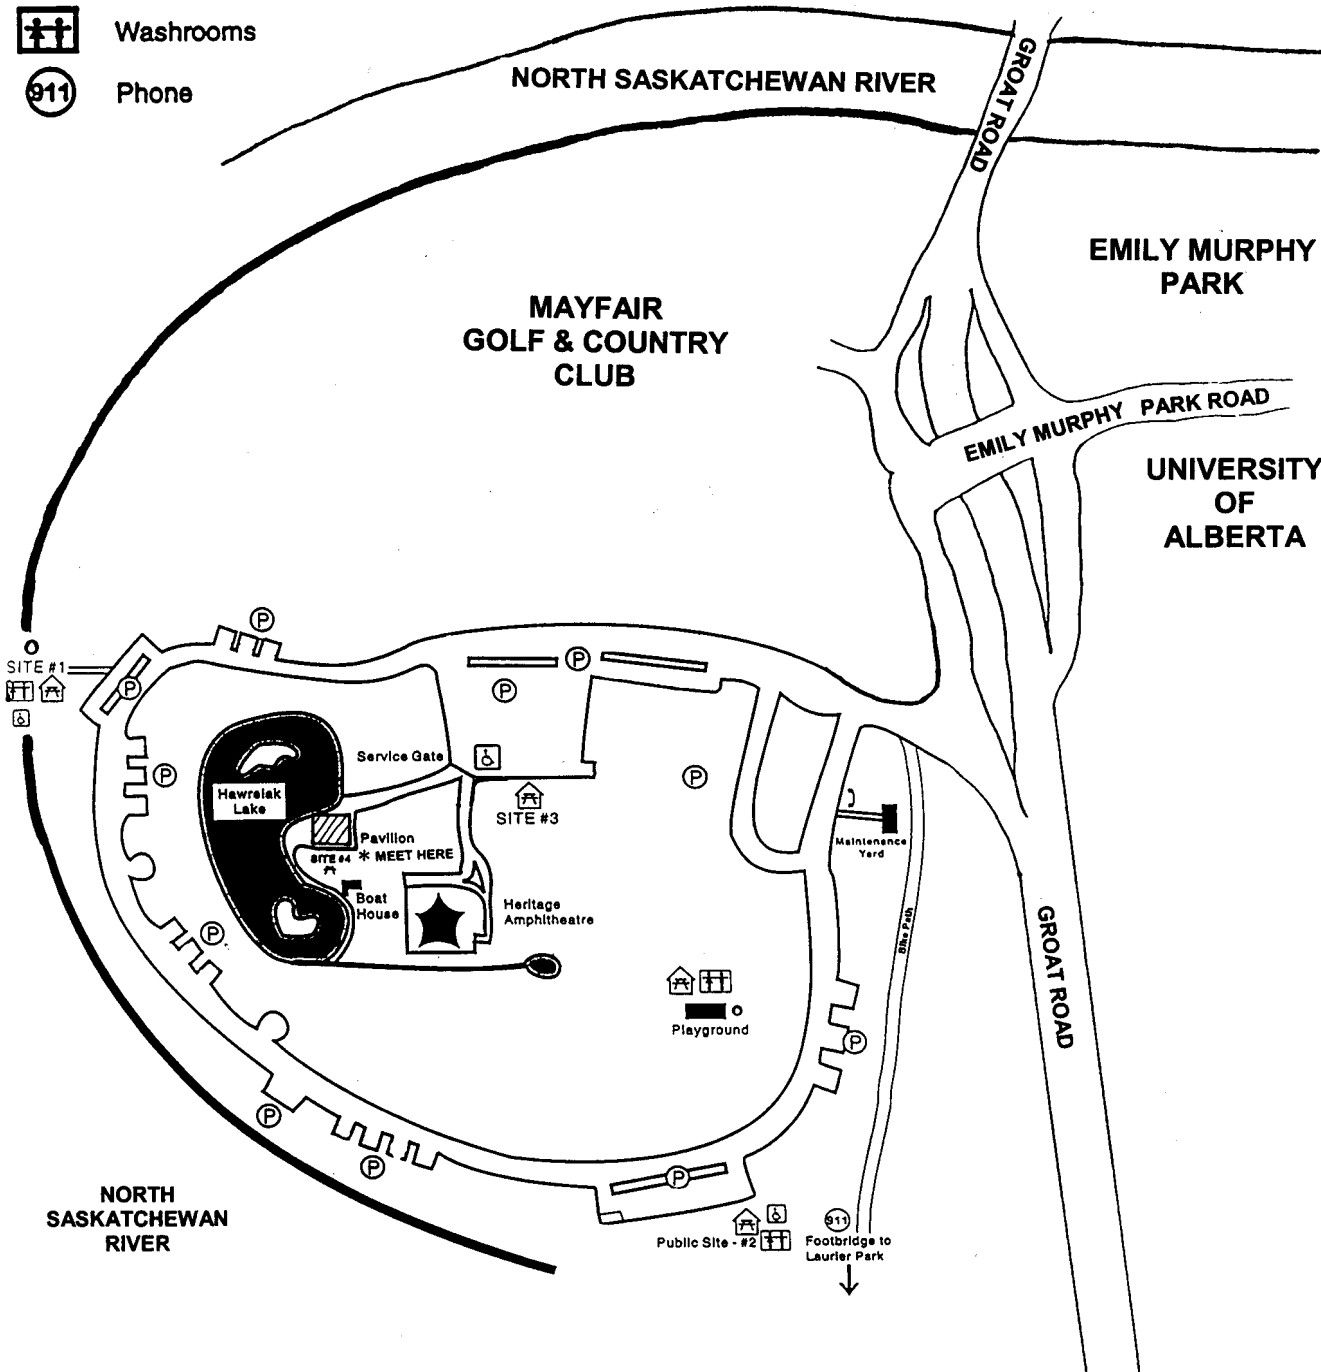 Washrooms
911
Phone
NORTH SASKATCHEWAN RIVER
GROAT ROAD
EMILY MURPHY
PARK
MAYFAIR
GOLF & COUNTRY
CLUB
EMILY MURPHY PARK ROAD
UNIVERSITY
OF
ALBERTA
P
P
SITE #1
P
P
Service Gate
P
P
Hawrelak
Lake
SITE #3
Pavilion
SITE #4 * MEET HERE
Maintenence
Yard
Boat
House
Heritage
Amphitheatre
P
Bike Path
GROAT ROAD
Playground
P
P
P
P
NORTH
SASKATCHEWAN
RIVER
911
Public Site - #2
Footbridge to
Laurier Park